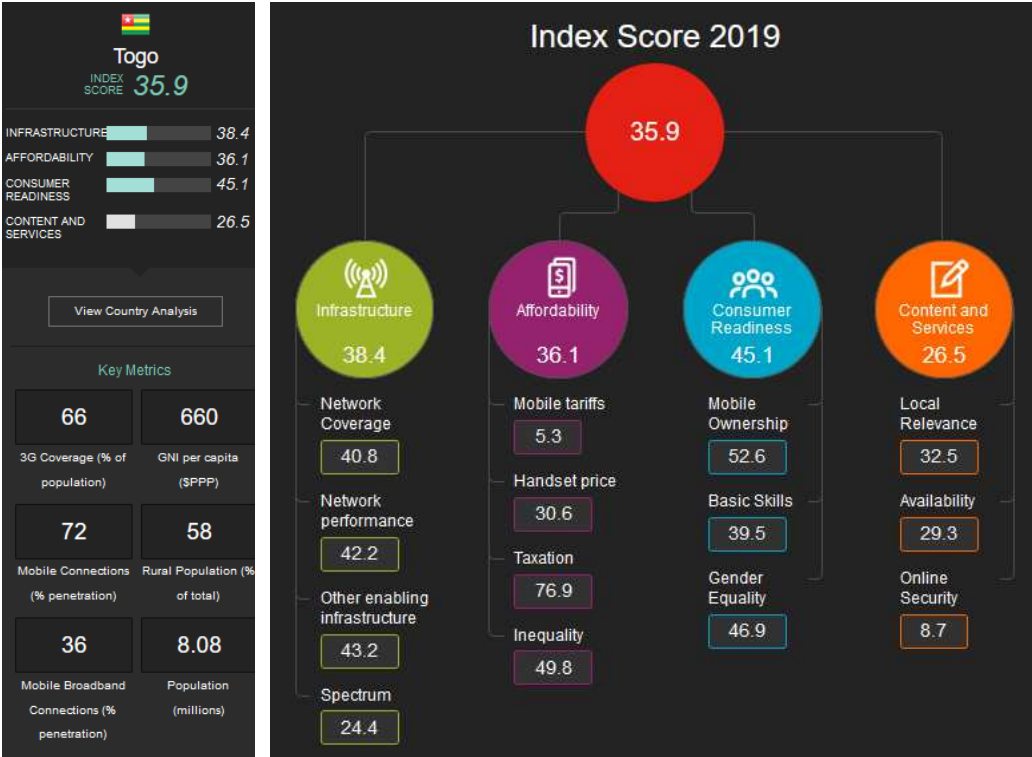 Togo
INDEX
SCORE 35.9
INFRASTRUCTURE 38.4
AFFORDABILITY 36.1
CONSUMER
READINESS 45.1
CONTENT AND
SERVICES 26.5
View Country Analysis
Key Metrics
66 660
3G Coverage (% of GNI per capita
population) ($PPP)
72 58
Mobile Connections Rural Population (%
(% penetration) of total)
36 8.08
Mobile Broadband Population
Connections (% (millions)
penetration)
Index Score 2019
35.9
Infrastructure
38.4
Network
Coverage
40.8
Network
performance
42.2
Other enabling
infrastructure
43.2
Spectrum
24.4
$
Affordability
36.1
Mobile tariffs
5.3
Handset price
30.6
Taxation
76.9
Inequality
49.8
Consumer
Readiness
45.1
Mobile
Ownership
52.6
Basic Skills
39.5
Gender
Equality
46.9
Content and
Services
26.5
Local
Relevance
32.5
Availability
29.3
Online
Security
8.7